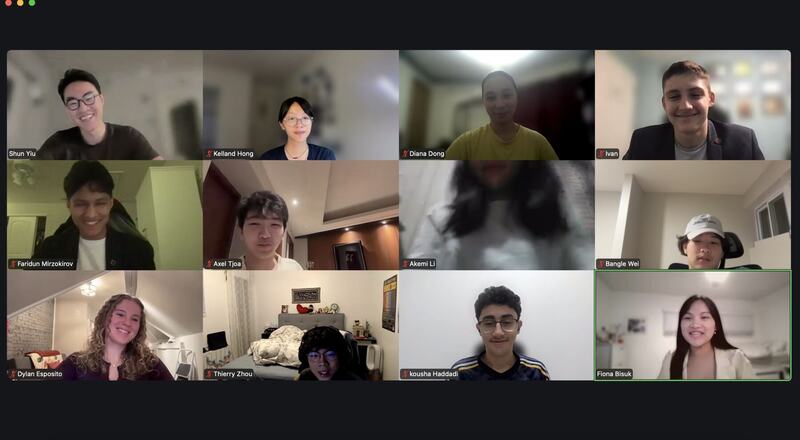 Shun Yiu
Kelland Hong
Diana Dong
Ivan
Faridun Mirzokirov
Axel Tjoa
Akemi Li
Bangle Wei
Dylan Esposito
Thierry Zhou
kousha Haddadi
Fiona Bisuk